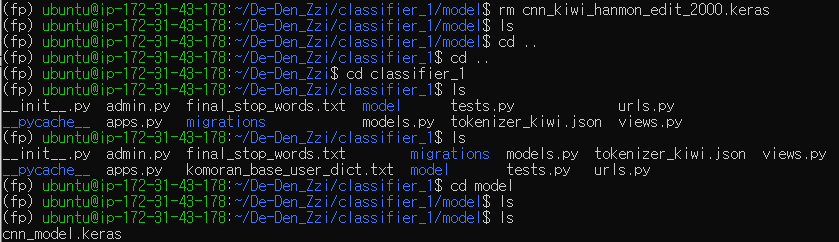 (fp) ubuntu@ip-172-31-43-178:~/De-Den_Zzi/classifier_1/model$ rm cnn_kiwi_hanmon_edit_2000.keras
(fp) ubuntu@ip-172-31-43-178:~/De-Den_Zzi/classifier_1/model$ ls
(fp) ubuntu@ip-172-31-43-178:~/De-Den_Zzi/classifier_1/model$ cd ..
(fp) ubuntu@ip-172-31-43-178:~/De-Den_Zzi/classifier_1$ cd ..
(fp) ubuntu@ip-172-31-43-178:~/De-Den_Zzi$ cd classifier_1
(fp) ubuntu@ip-172-31-43-178:~/De-Den_Zzi/classifier_1$ ls
__init__.py  admin.py  final_stop_words.txt  model      tests.py             urls.py
__pycache__  apps.py   migrations            models.py  tokenizer_kiwi.json  views.py
(fp) ubuntu@ip-172-31-43-178:~/De-Den_Zzi/classifier_1$ ls
__init__.py  admin.py  final_stop_words.txt        migrations  models.py  tokenizer_kiwi.json  views.py
__pycache__  apps.py   komoran_base_user_dict.txt  model       tests.py   urls.py
(fp) ubuntu@ip-172-31-43-178:~/De-Den_Zzi/classifier_1$ cd model
(fp) ubuntu@ip-172-31-43-178:~/De-Den_Zzi/classifier_1/model$ ls
(fp) ubuntu@ip-172-31-43-178:~/De-Den_Zzi/classifier_1/model$ ls
cnn_model.keras